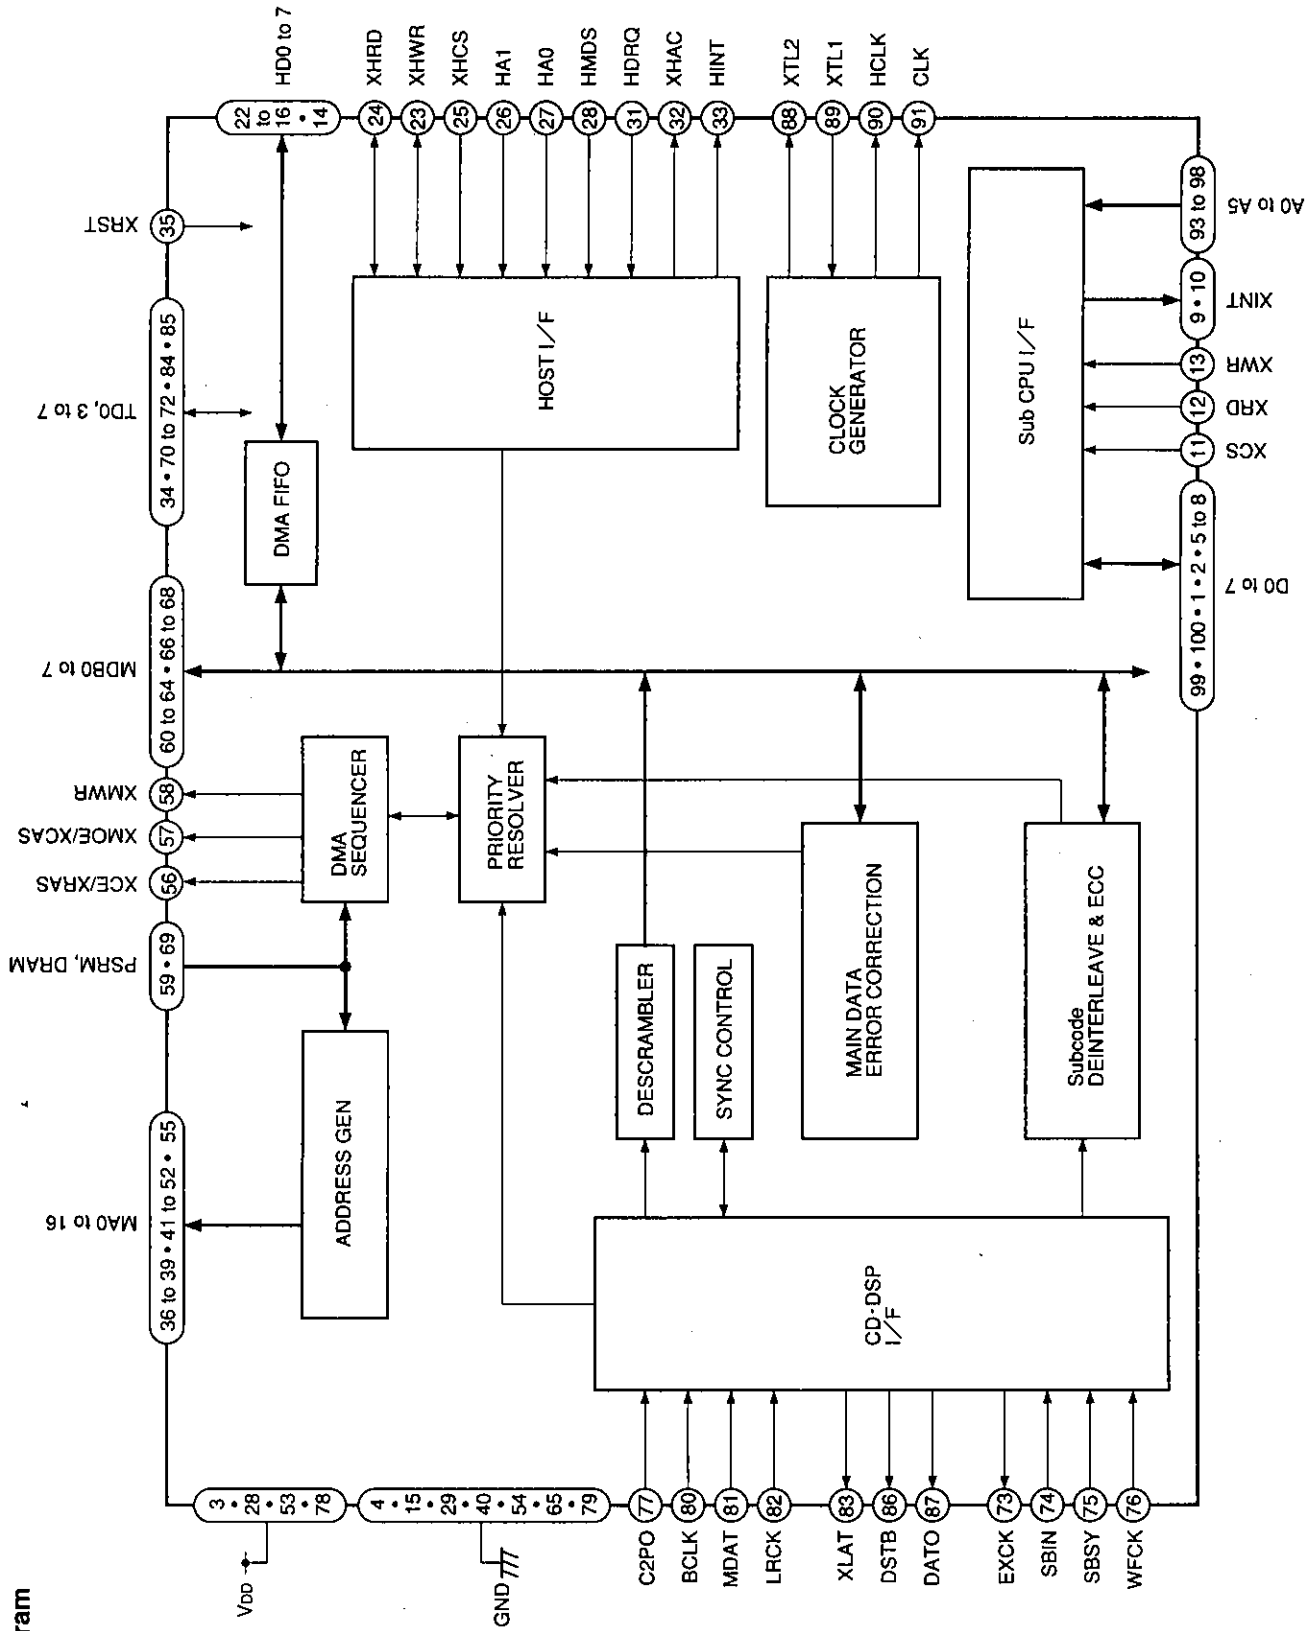 ram
VDD
3 • 28 • 53 • 78
GND
4 • 15 • 29 • 40 • 54 • 65 • 79
C2PO 77
BCLK 80
MDAT 81
LRCK 82
XLAT 83
DSTB 86
DATO 87
EXCK 73
SBIN 74
SBSY 75
WFCK 76
MA0 to 16
36 to 39 • 41 to 52 • 55
PSRM, DRAM
59 • 69
XCE/XRAS
56
XMOE/XCAS
57
XMWR
58
MDB0 to 7
60 to 64 • 66 to 68
TD0, 3 to 7
34 • 70 to 72 • 84 • 85
XRST
35
22
to
16
•
14
HD0 to 7
24 XHRD
23 XHWR
25 XHCS
26 HA1
27 HA0
28 HMDS
31 HDRQ
32 XHAC
33 HINT
88 XTL2
89 XTL1
90 HCLK
91 CLK
ADDRESS GEN
DMA
SEQUENCER
DMA FIFO
PRIORITY
RESOLVER
HOST I/F
CLOCK
GENERATOR
Sub CPU I/F
DESCRAMBLER
SYNC CONTROL
MAIN DATA
ERROR CORRECTION
Subcode
DEINTERLEAVE & ECC
CD-DSP
I/F
99 • 100 • 1 • 2 • 5 to 8
D0 to 7
11
XCS
12
XRD
13
XWR
9 • 10
XINT
93 to 98
A0 to A5